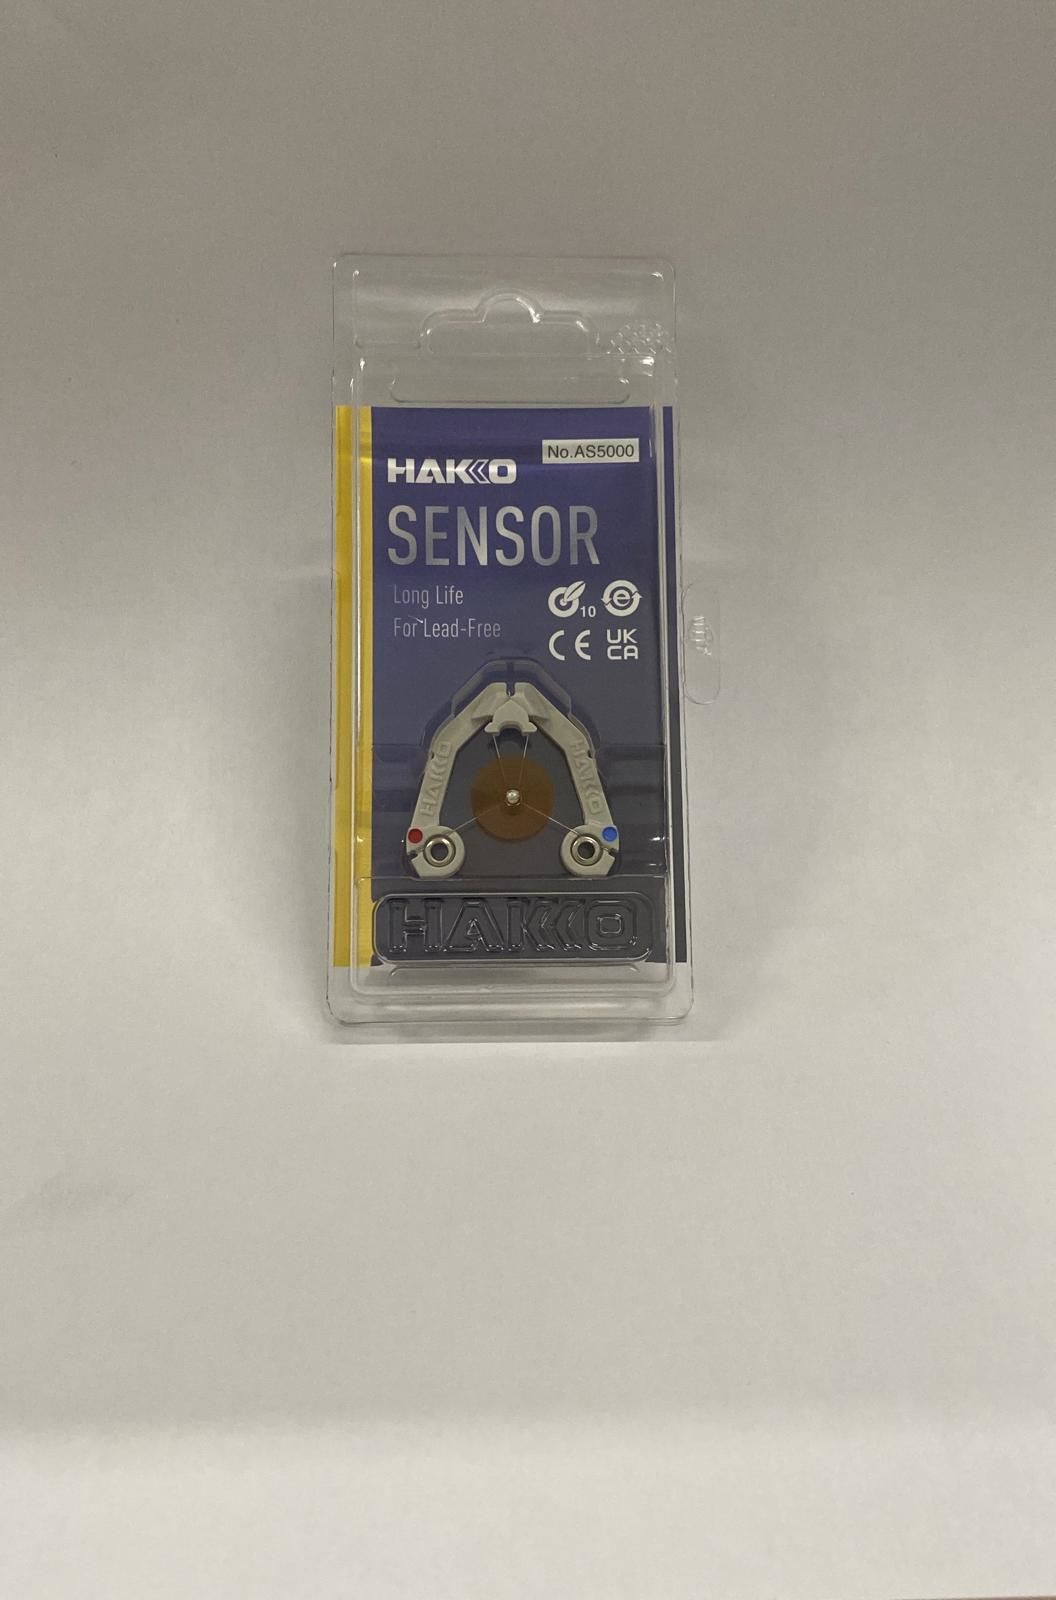 No.AS5000
HAKKO
SENSOR
Long Life
For Lead-Free
10
e
CE
UK
CA
HAKKO
HAKKO
HAKKO